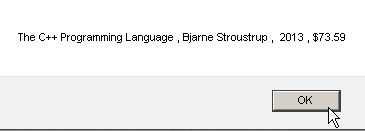 The C++ Programming Language , Bjarne Stroustrup ,  2013 , $73.59
OK